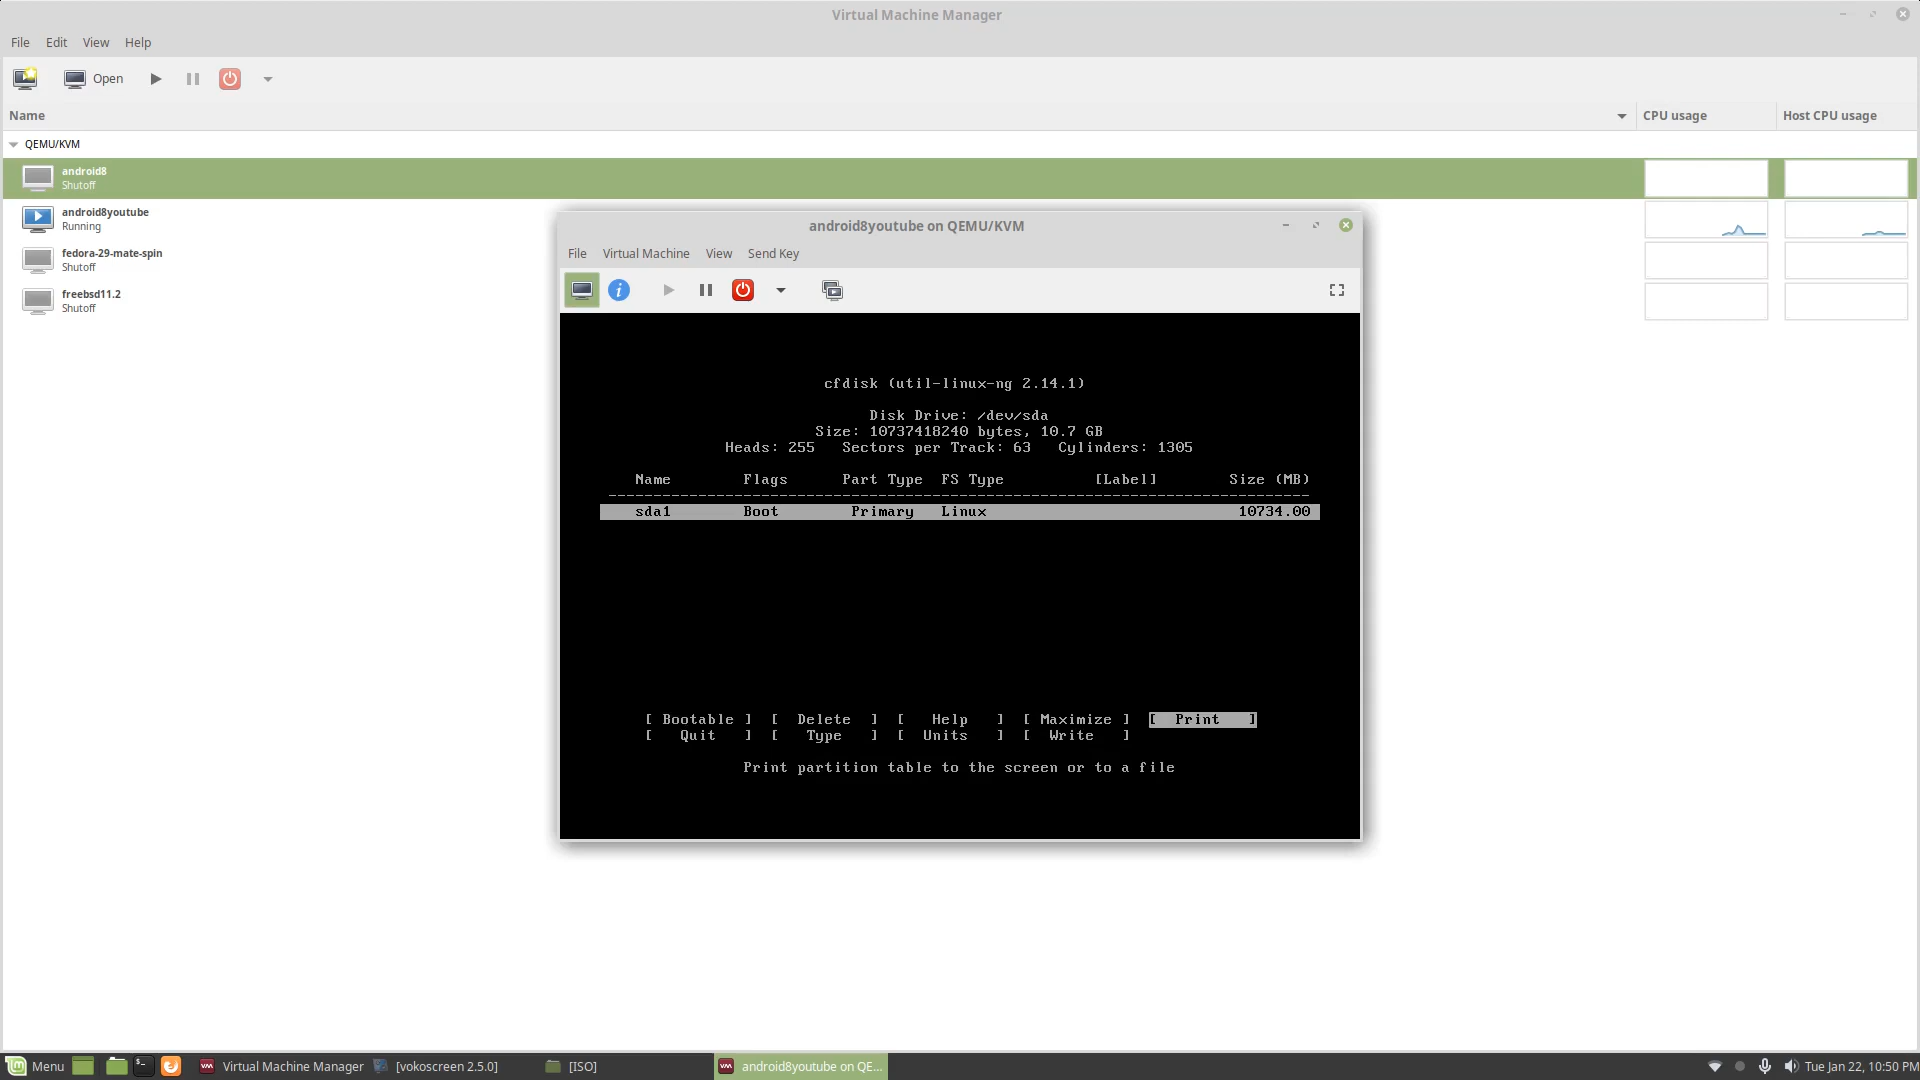 Virtual Machine Manager
File Edit View Help
Open
Name CPU usage Host CPU usage
QEMU/KVM
android8
Shutoff
android8youtube
Running
fedora-29-mate-spin
Shutoff
freebsd11.2
Shutoff
android8youtube on QEMU/KVM
File Virtual Machine View Send Key
cfdisk (util-linux-ng 2.14.1)
Disk Drive: /dev/sda
Size: 10737418240 bytes, 10.7 GB
Heads: 255 Sectors per Track: 63 Cylinders: 1305
Name Flags Part Type FS Type [Label] Size (MB)
sda1 Boot Primary Linux 10734.00
[ Bootable ] [ Delete ] [ Help ] [ Maximize ] [ Print ]
[ Quit ] [ Type ] [ Units ] [ Write ]
Print partition table to the screen or to a file
Menu Virtual Machine Manager [vokoscreen 2.5.0] [ISO] android8youtube on QE... Tue Jan 22, 10:50 PM